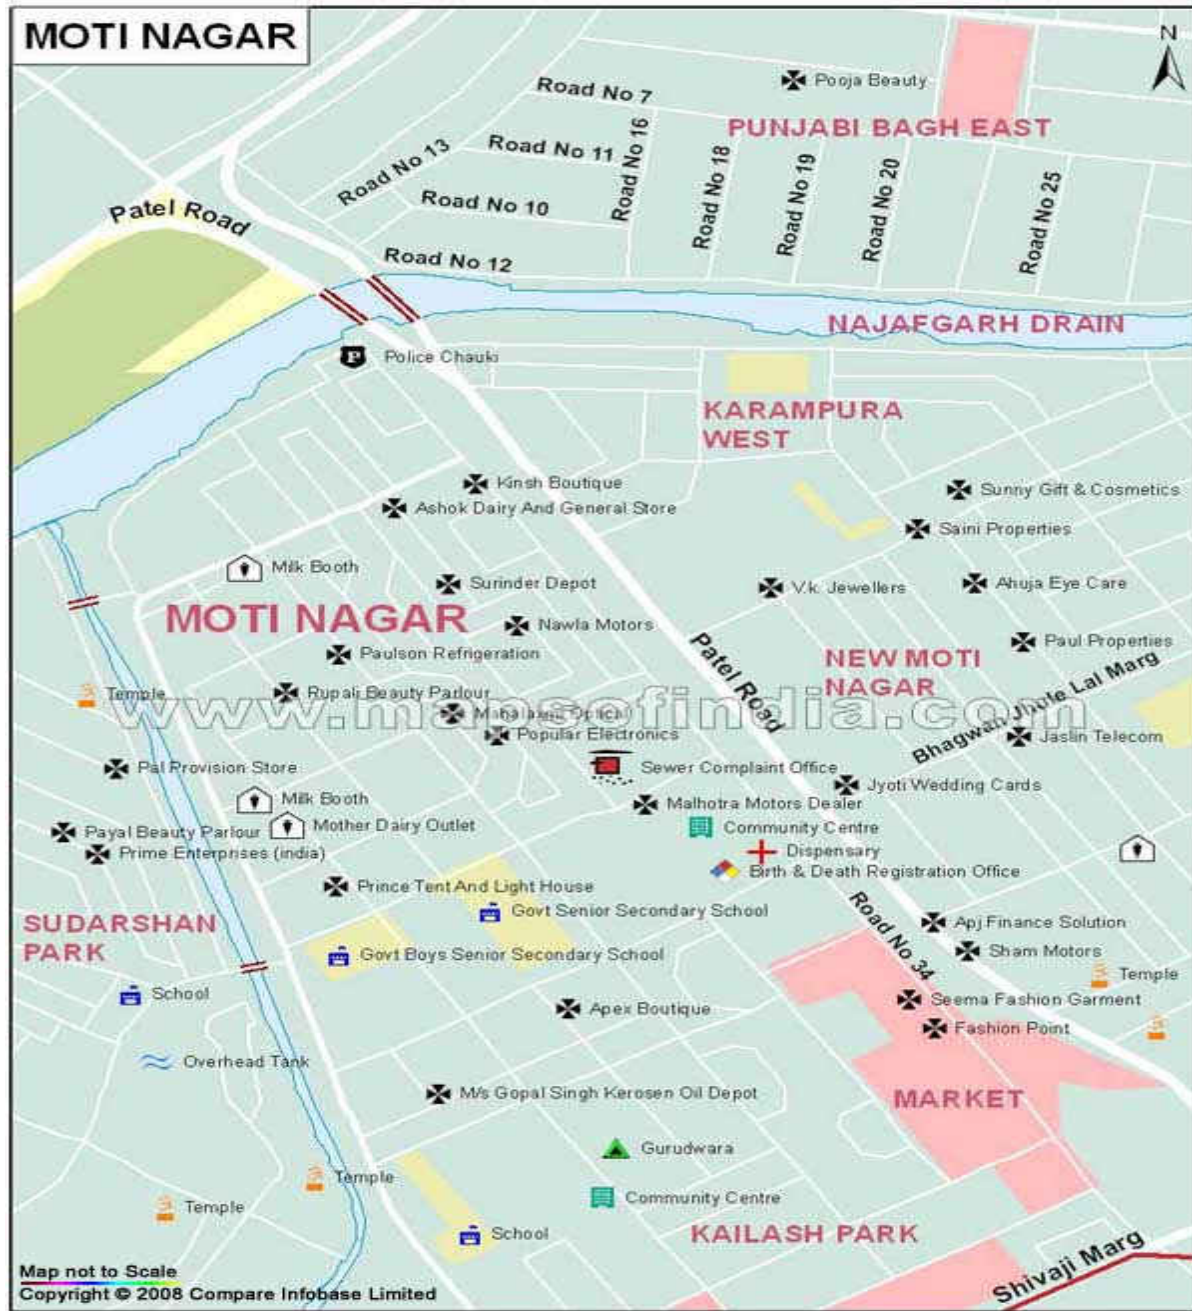 MOTI NAGAR
N
Pooja Beauty
Road No 7
PUNJABI BAGH EAST
Road No 16
Road No 13
Road No 11
Road No 18
Road No 19
Road No 20
Road No 25
Patel Road
Road No 10
Road No 12
NAJAFGARH DRAIN
P
Police Chauki
KARAMPURA
WEST
Kinsh Boutique
Sunny Gift & Cosmetics
Ashok Dairy And General Store
Saini Properties
Milk Booth
Surinder Depot
V.k. Jewellers
Ahuja Eye Care
MOTI NAGAR
Nawla Motors
Paul Properties
Paulson Refrigeration
Patel Road
NEW MOTI
NAGAR
Bhagwan Jhule Lal Marg
Temple
Rupali Beauty Parlour
www.mapsofindia.com
Mahalaxmi Optical
Popular Electronics
Jaslin Telecom
Pal Provision Store
Sewer Complaint Office
Jyoti Wedding Cards
Milk Booth
Malhotra Motors Dealer
Payal Beauty Parlour
Mother Dairy Outlet
Community Centre
Prime Enterprises (india)
Dispensary
Birth & Death Registration Office
Prince Tent And Light House
SUDARSHAN
PARK
Govt Senior Secondary School
Road No 34
Apj Finance Solution
Govt Boys Senior Secondary School
Sham Motors
Temple
School
Seema Fashion Garment
Apex Boutique
Fashion Point
Overhead Tank
M/s Gopal Singh Kerosen Oil Depot
MARKET
Gurudwara
Temple
Community Centre
Temple
School
KAILASH PARK
Shivaji Marg
Map not to Scale
Copyright © 2008 Compare Infobase Limited